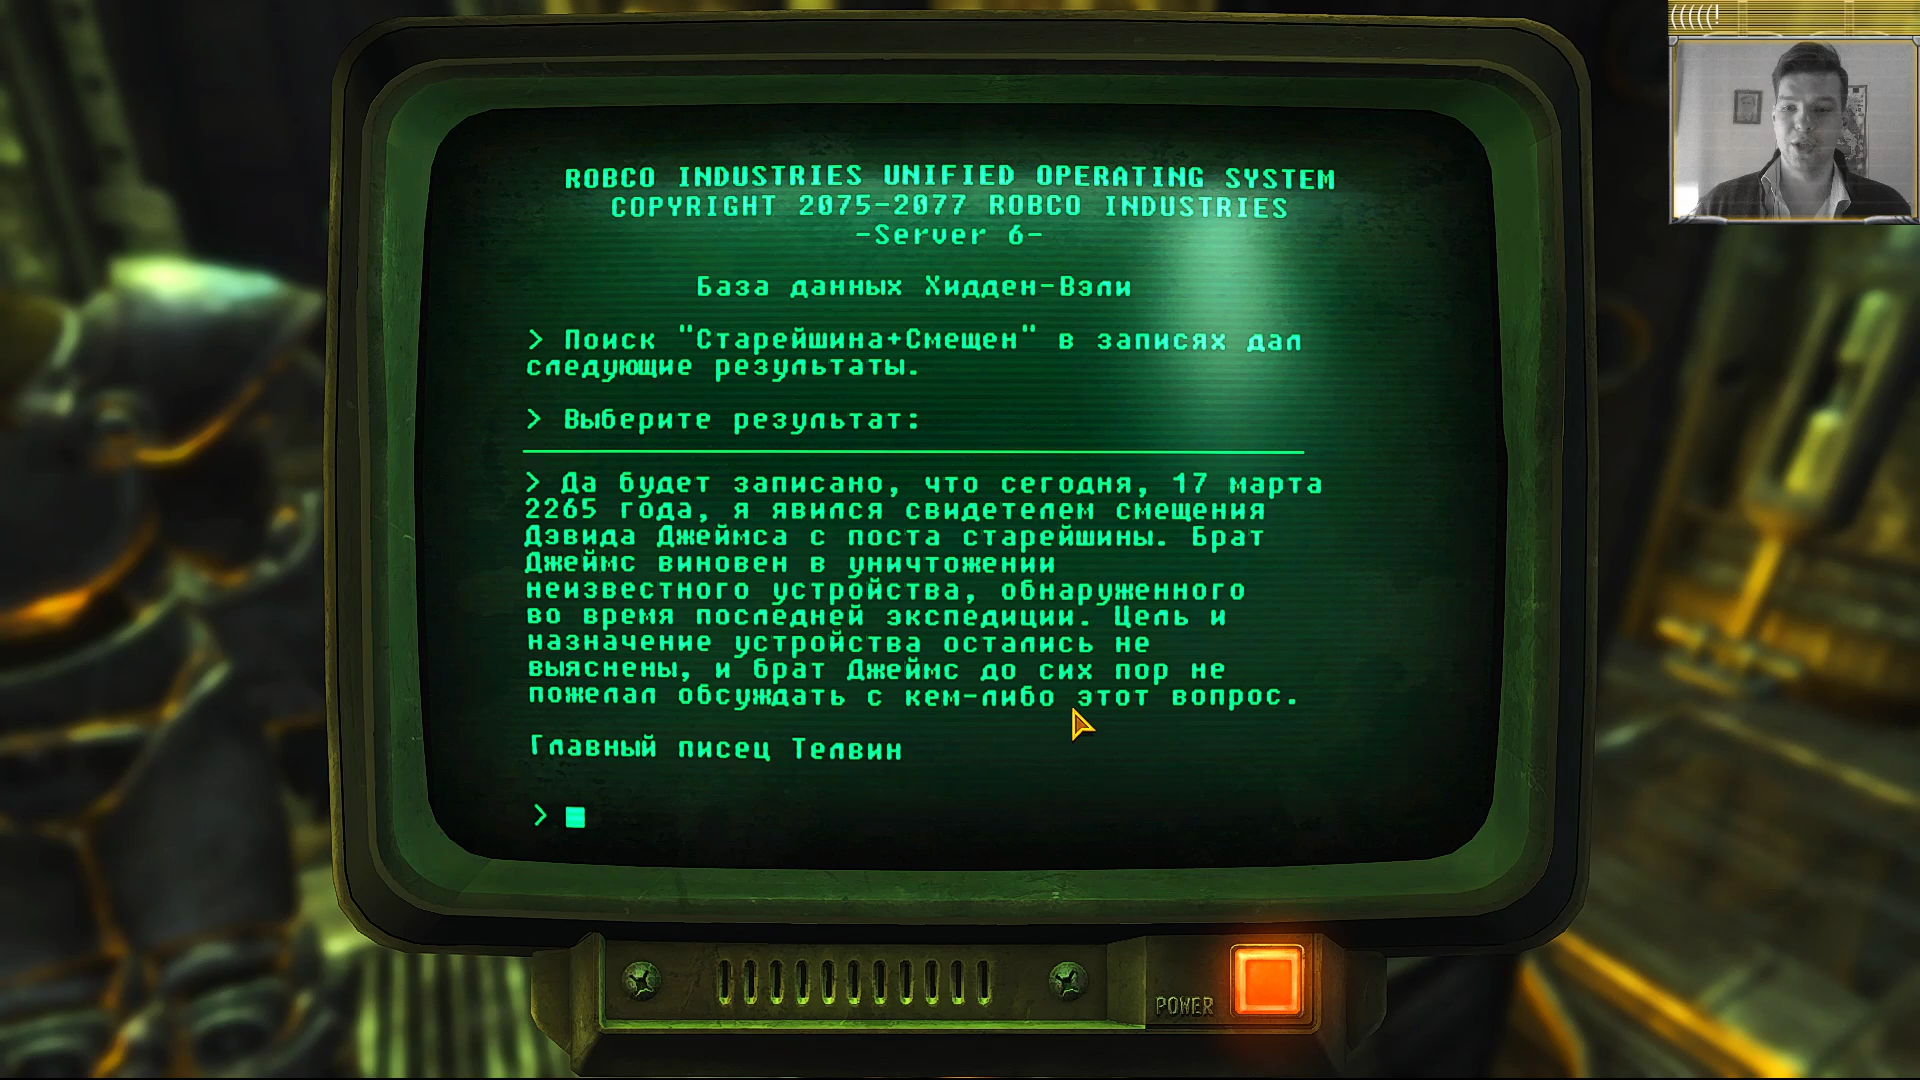 (((((!
ROBCO INDUSTRIES UNIFIED OPERATING SYSTEM
COPYRIGHT 2075-2077 ROBCO INDUSTRIES
-Server 6-
База данных Хидден-Вэли
> Поиск "Старейшина+Смещен" в записях дал
следующие результаты.
> Выберите результат:
> Да будет записано, что сегодня, 17 марта
2265 года, я явился свидетелем смещения
Дэвида Джеймса с поста старейшины. Брат
Джеймс виновен в уничтожении
неизвестного устройства, обнаруженного
во время последней экспедиции. Цель и
назначение устройства остались не
выяснены, и брат Джеймс до сих пор не
пожелал обсуждать с кем-либо этот вопрос.
Главный писец Телвин
>
POWER